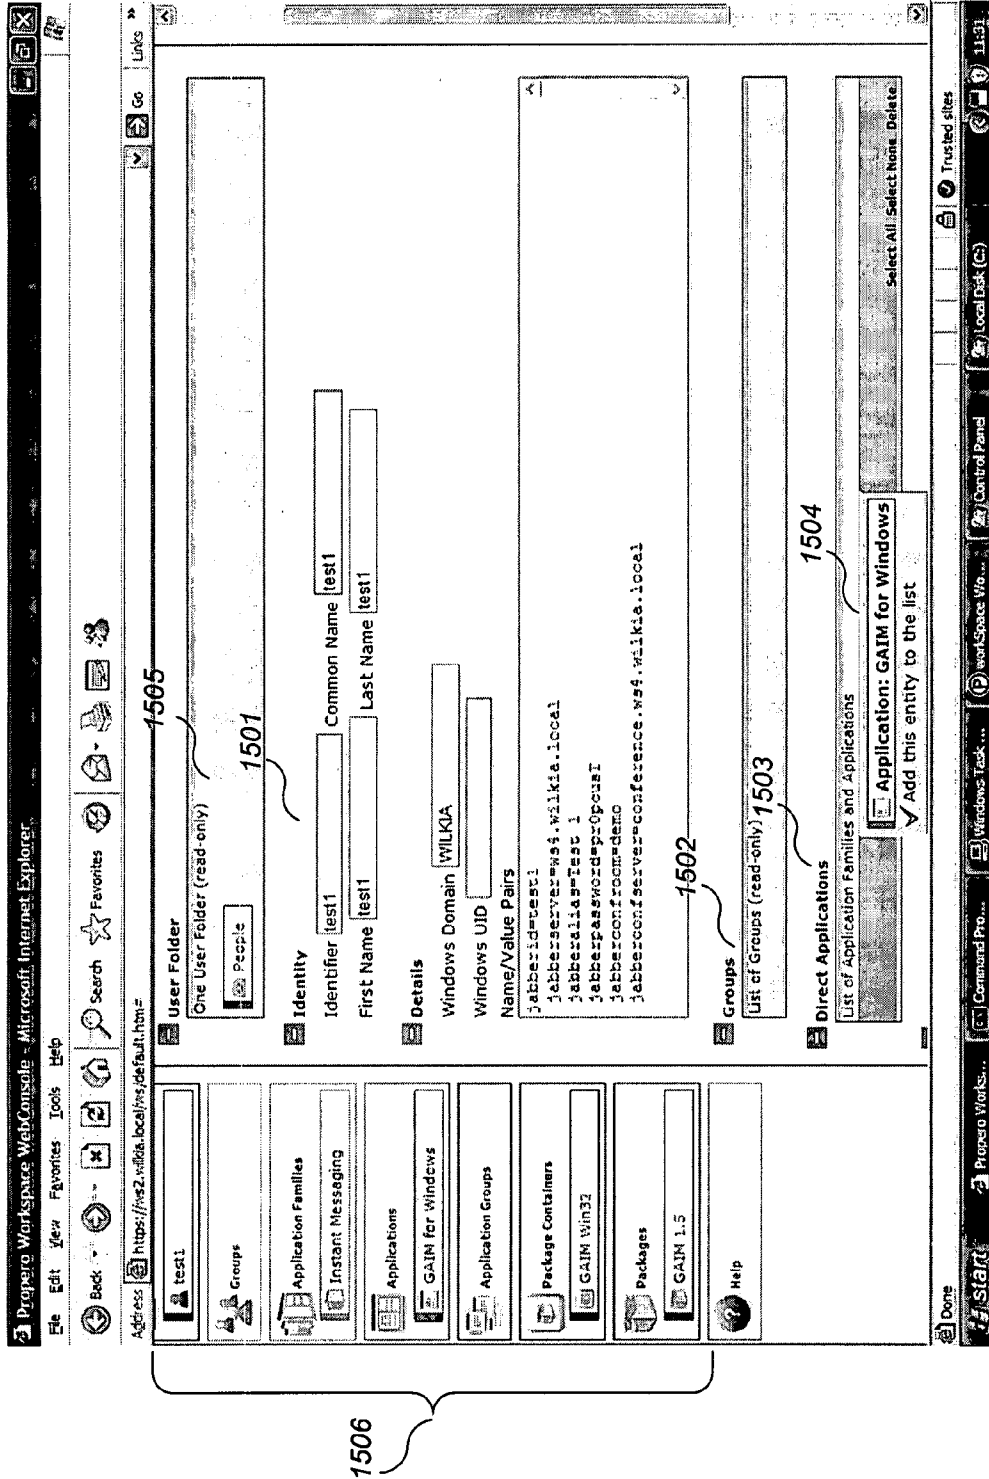 Propero Workspace WebConsole - Microsoft Internet Explorer
File Edit View Favorites Tools Help
Back Search Favorites
Address https://ws2.wilkia.local/ws/default.htm= Go Links »
test1
Groups
Application Families
Instant Messaging
Applications
GAIM for Windows
Application Groups
Package Containers
GAIM Win32
Packages
GAIM 1.5
Help
1506
User Folder
1505
One User Folder (read-only)
People
1501
Identity
Identifier test1 Common Name test1
First Name test1 Last Name test1
Details
Windows Domain WILKIA
Windows UID
Name/Value Pairs
jabberid=test1
jabberserver=ws4.wilkia.local
jabberalias=Test 1
jabberpassword=pr0pcuaT
jabberconfroom=demo
jabberconfserver=conference.ws4.wilkia.local
1502
Groups
List of Groups (read-only)
1503
Direct Applications
1504
List of Application Families and Applications
Application: GAIM for Windows
Add this entity to the list
Select All Select None Delete
Done Trusted sites
Start Propero Works... Command Pro... Windows Task ... workSpace Wo... Control Panel Local Disk (C:) 11:31